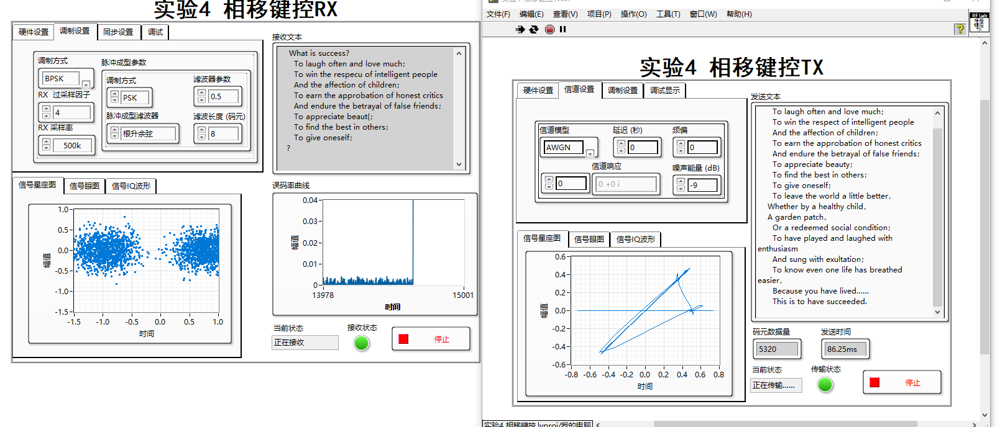 实验4 相移键控RX
硬件设置 调制设置 同步设置 调试
调制方式
BPSK
RX 过采样因子
4
RX 采样率
500k
脉冲成型参数
调制方式
PSK
滤波器参数
0.5
脉冲成型滤波器
根升余弦
滤波长度 (码元)
8
接收文本
What is success?
To laugh often and love much;
To win the respecu of intelligent people
And the affection of children;
To earn the approbation of honest critics
And endure the betrayal of false friends;
To appreciate beaut{;
To find the best in others;
To give oneself;
?
信号星座图 信号眼图 信号IQ波形
幅值
1.0
0.5
0.0
-0.5
-1.0
-1.5
-1.5 -1.0 -0.5 0.0 0.5 1.0
时间
误码率曲线
幅值
0.04
0.03
0.02
0.01
0
13978 15001
时间
当前状态
正在接收
接收状态
停止
文件(F) 编辑(E) 查看(V) 项目(P) 操作(O) 工具(T) 窗口(W) 帮助(H)
?
RF Lab
相移
键控
TX
实验4 相移键控TX
硬件设置 信道设置 调制设置 调试显示
信道模型
AWGN
延迟 (秒)
0
频偏
0
信道响应
0
0 +0 i
噪声能量 (dB)
-9
发送文本
To laugh often and love much;
To win the respect of intelligent people
And the affection of children;
To earn the approbation of honest critics
And endure the betrayal of false friends;
To appreciate beauty;
To find the best in others;
To give oneself;
To leave the world a little better,
Whether by a healthy child,
A garden patch,
Or a redeemed social condition;
To have played and laughed with
enthusiasm
And sung with exultation;
To know even one life has breathed
easier,
Because you have lived......
This is to have succeeded.
信号星座图 信号眼图 信号IQ波形
幅值
0.6
0.4
0.2
0.0
-0.2
-0.4
-0.6
-0.8 -0.6 -0.4 -0.2 0.0 0.2 0.4 0.6 0.8
时间
码元数据量
5320
发送时间
86.25ms
当前状态
正在传输......
传输状态
停止
实验4 相移键控.lvproj/我的电脑